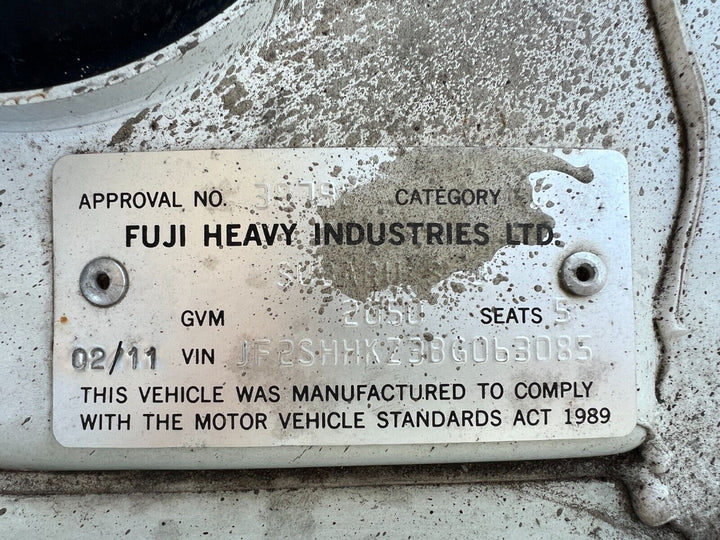 APPROVAL NO. 3979 CATEGORY
FUJI HEAVY INDUSTRIES LTD.
GVM 2050 SEATS 5
02/11 VIN JF2SHHKZ3BG063085
THIS VEHICLE WAS MANUFACTURED TO COMPLY
WITH THE MOTOR VEHICLE STANDARDS ACT 1989